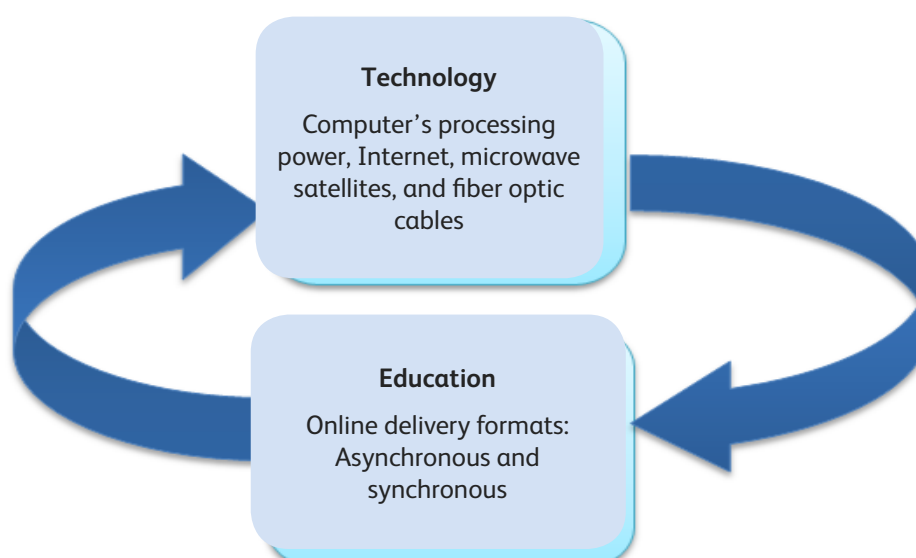 Technology
Computer’s processing
power, Internet, microwave
satellites, and fiber optic
cables
Education
Online delivery formats:
Asynchronous and
synchronous